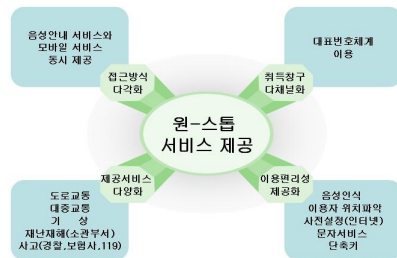 음성안내 서비스와
모바일 서비스
동시 제공
대표번호체계
이용
접근방식
다각화
취득창구
다채널화
원-스톱
서비스 제공
제공서비스
다양화
이용편리성
제공화
도로교통
대중교통
기 상
재난재해(소관부서)
사고(경찰,보험사,119)
음성인식
이용자 위치파악
사전설정(인터넷)
문자서비스
단축키